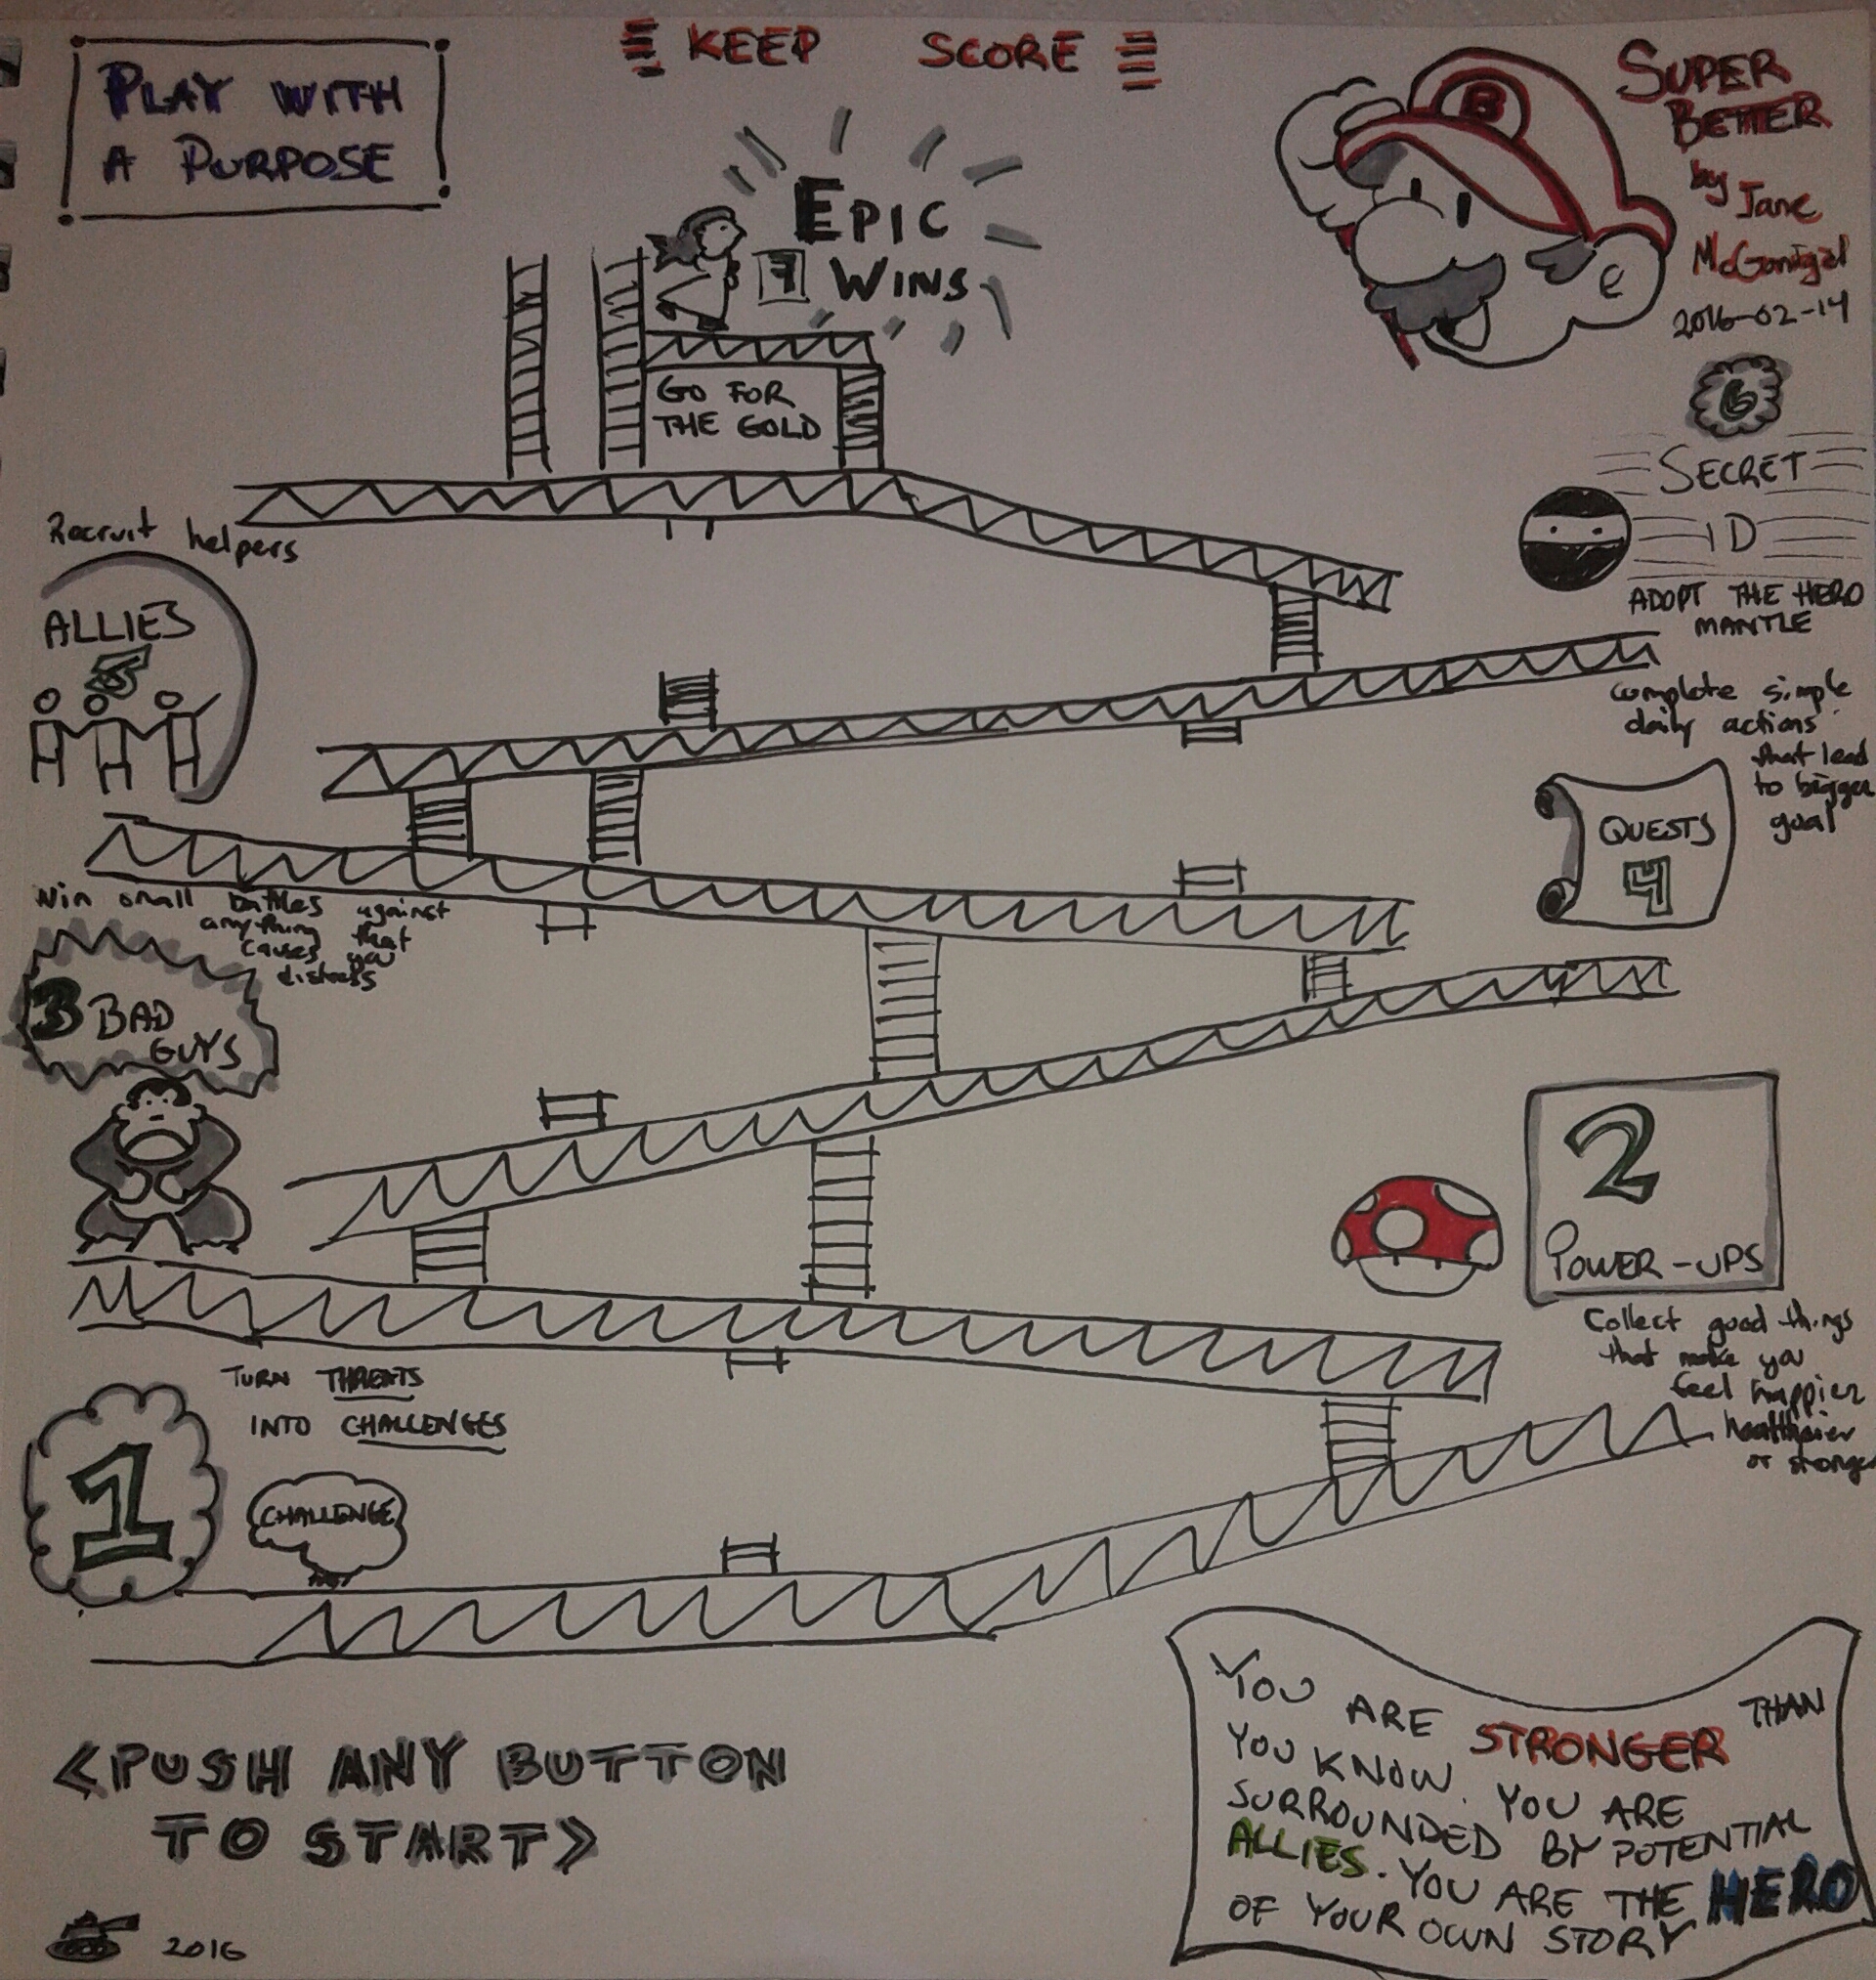 PLAY WITH
A PURPOSE
KEEP SCORE
SUPER
BETTER
by
Jane
McGonigal
2016-02-14
B
EPIC
7 WINS
GO FOR
THE GOLD
6
SECRET
ID
ADOPT THE HERO
MANTLE
Recruit helpers
ALLIES
5
complete simple
daily actions
that lead
to bigger
goal
QUESTS
4
Win small battles against
anything that
causes you
distress
3 BAD
GUYS
2
POWER-UPS
Collect good things
that make you
feel happier
healthier
or stronger
TURN THREATS
INTO CHALLENGES
1
CHALLENGE
YOU ARE STRONGER THAN
YOU KNOW. YOU ARE
SURROUNDED BY POTENTIAL
ALLIES. YOU ARE THE HERO
OF YOUR OWN STORY
<PUSH ANY BUTTON
TO START>
2016